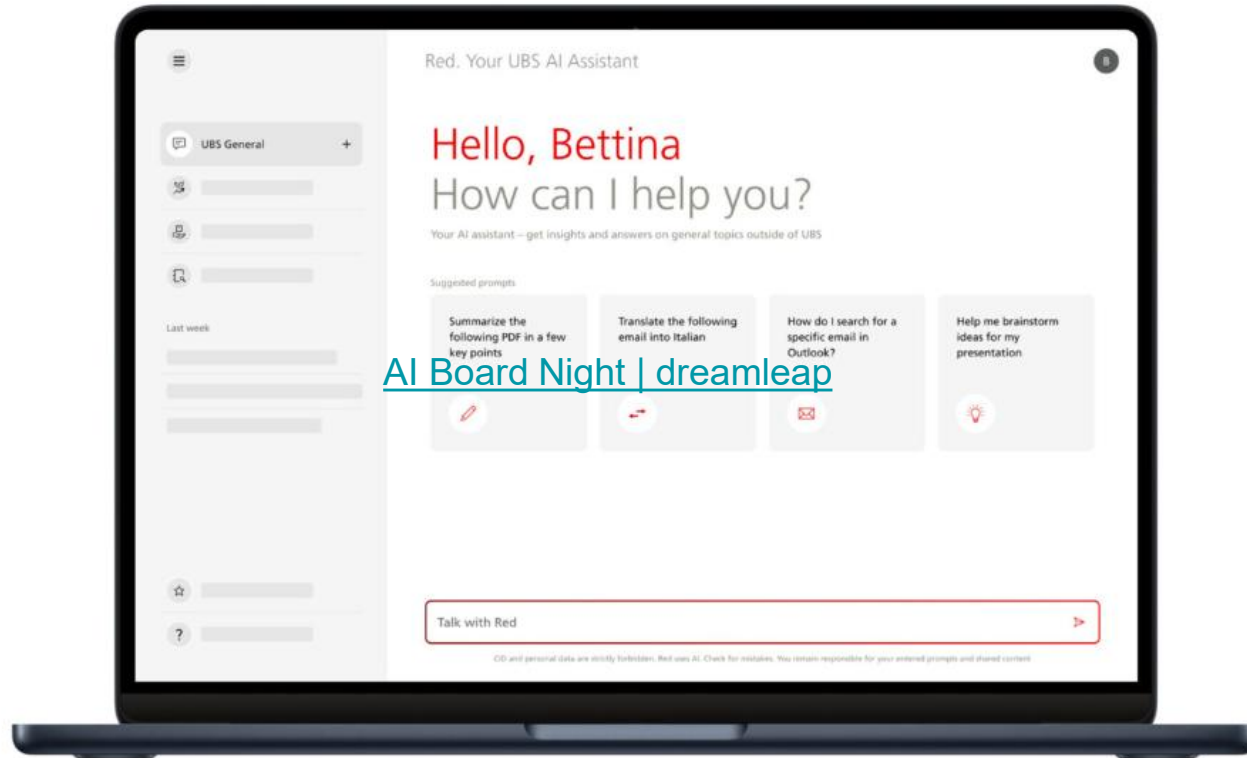 Red. Your UBS AI Assistant
B
UBS General +
Hello, Bettina
How can I help you?
Your AI assistant – get insights and answers on general topics outside of UBS
Suggested prompts
Summarize the
following PDF in a few
key points
Translate the following
email into Italian
How do I search for a
specific email in
Outlook?
Help me brainstorm
ideas for my
presentation
Last week
AI Board Night | dreamleap
?
Talk with Red
CID and personal data are strictly forbidden. Red uses AI. Check for mistakes. You remain responsible for your entered prompts and shared content